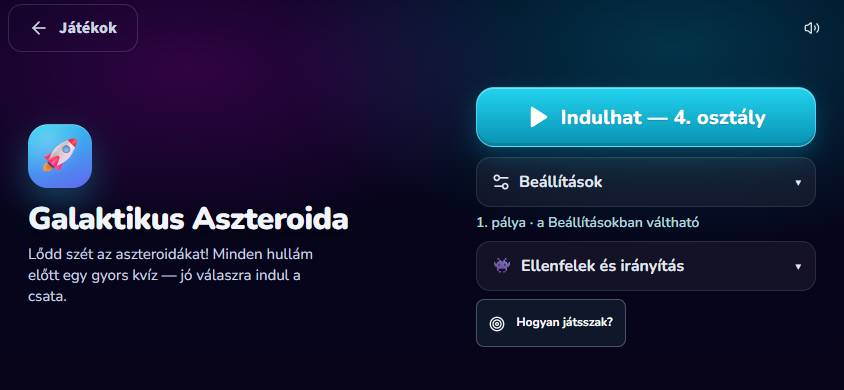 Játékok
Galaktikus Aszteroida
Lődd szét az aszteroidákat! Minden hullám
előtt egy gyors kvíz — jó válaszra indul a
csata.
Indulhat — 4. osztály
Beállítások
1. pálya · a Beállításokban váltható
Ellenfelek és irányítás
Hogyan játsszak?